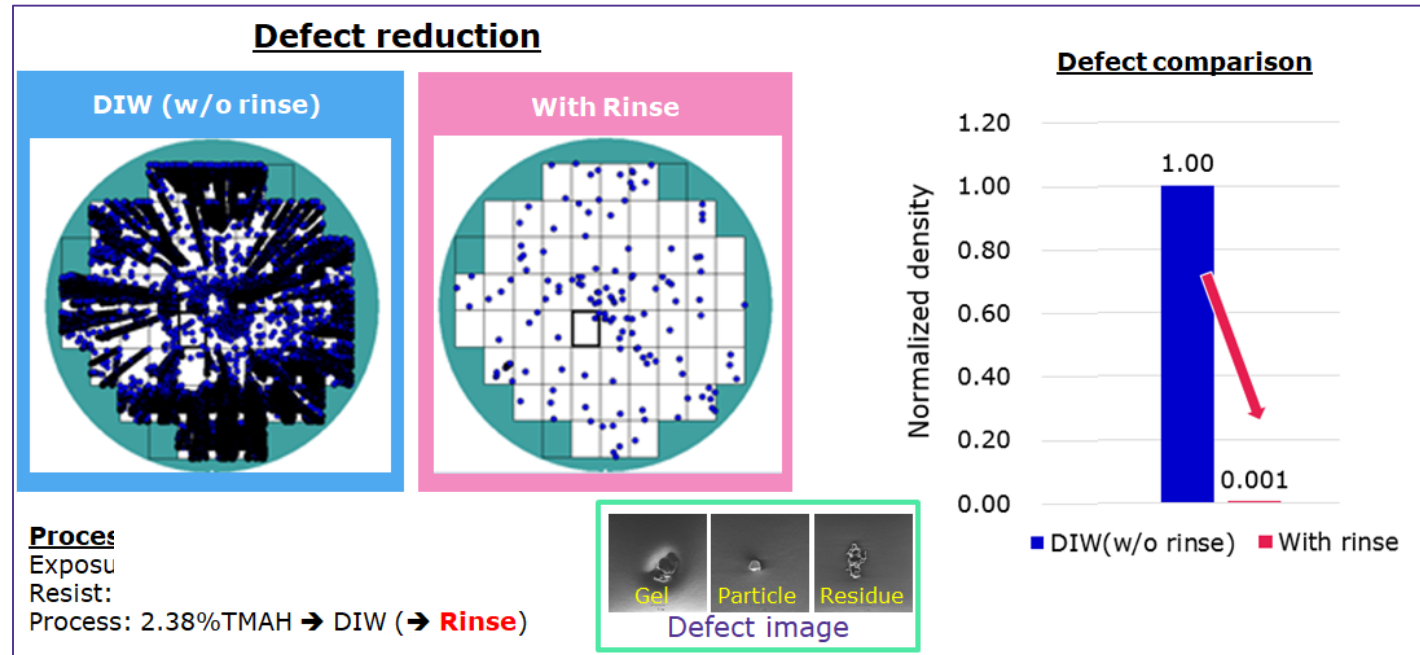 Defect reduction
DIW (w/o rinse)
With Rinse
Process
Resist:
Process: 2.38%TMAH ➔ DIW (➔ Rinse)
Gel
Particle
Residue
Defect image
Defect comparison
Normalized density
1.20
1.00
0.80
0.60
0.40
0.20
0.00
1.00
0.001
DIW(w/o rinse)
With rinse